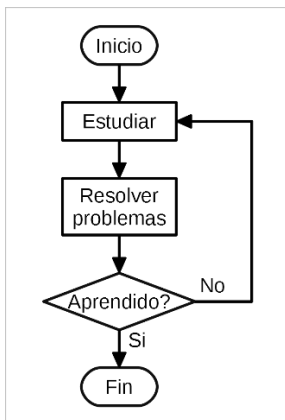 Inicio
Estudiar
Resolver
problemas
Aprendido?
No
Si
Fin